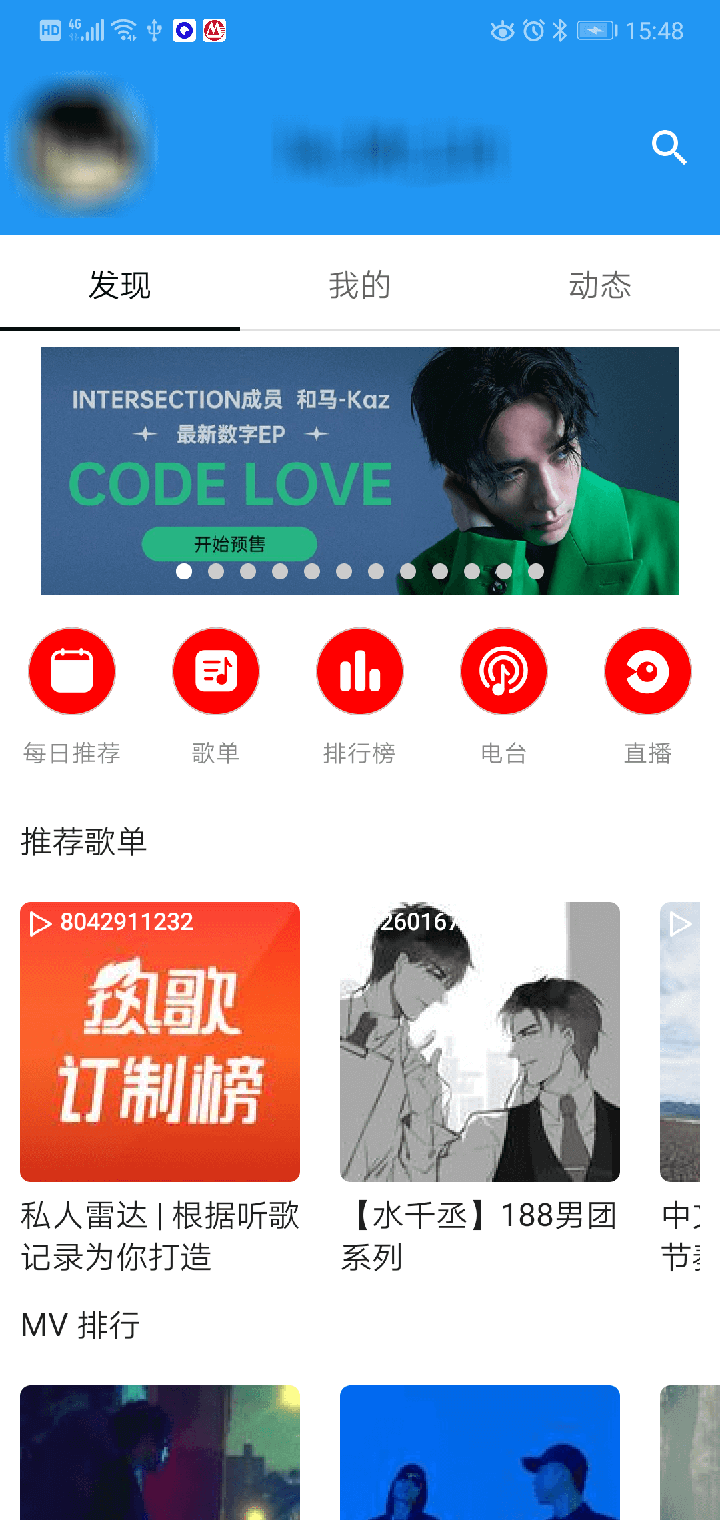 HD 4G 15:48
发现 我的 动态
INTERSECTION成员 和马-Kaz
最新数字EP
CODE LOVE
开始预售
每日推荐 歌单 排行榜 电台 直播
推荐歌单
8042911232
26016
热歌
订制榜
私人雷达 | 根据听歌
记录为你打造
【水千丞】188男团
系列
中
节
MV 排行